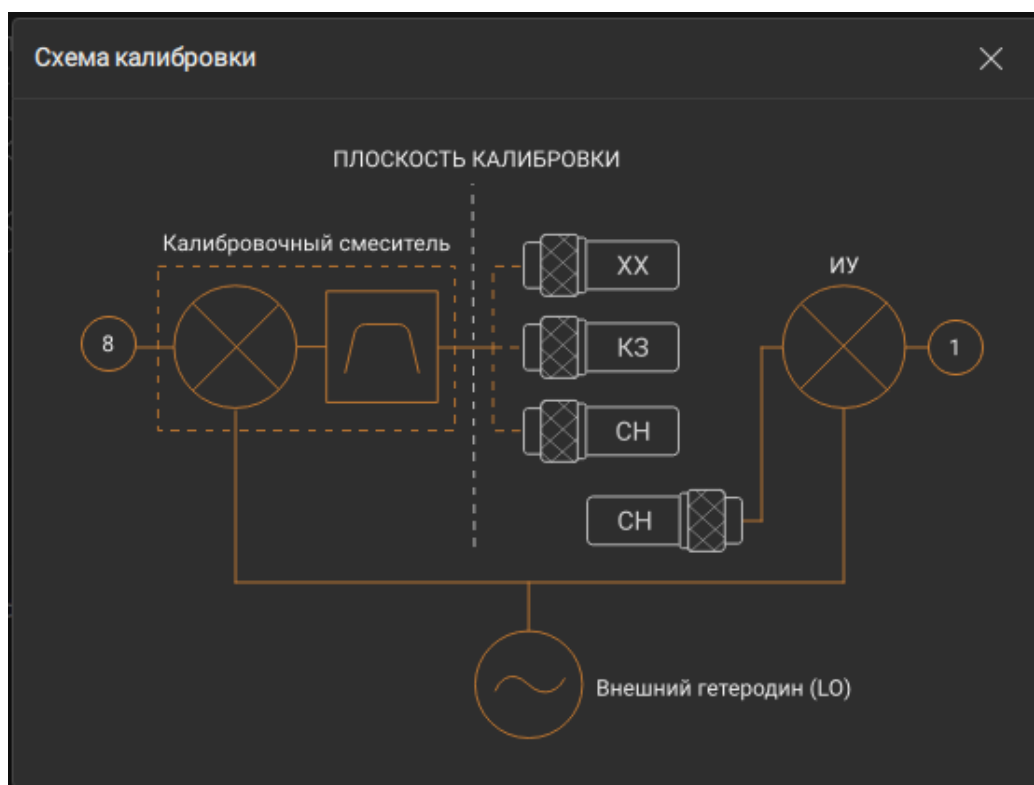 Схема калибровки
ПЛОСКОСТЬ КАЛИБРОВКИ
Калибровочный смеситель
ХХ
ИУ
8
КЗ
1
СН
СН
Внешний гетеродин (LO)